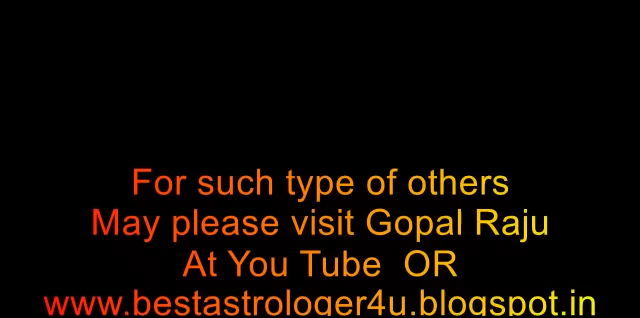 For such type of others
May please visit Gopal Raju
At You Tube  OR
www.bestastrologer4u.blogspot.in